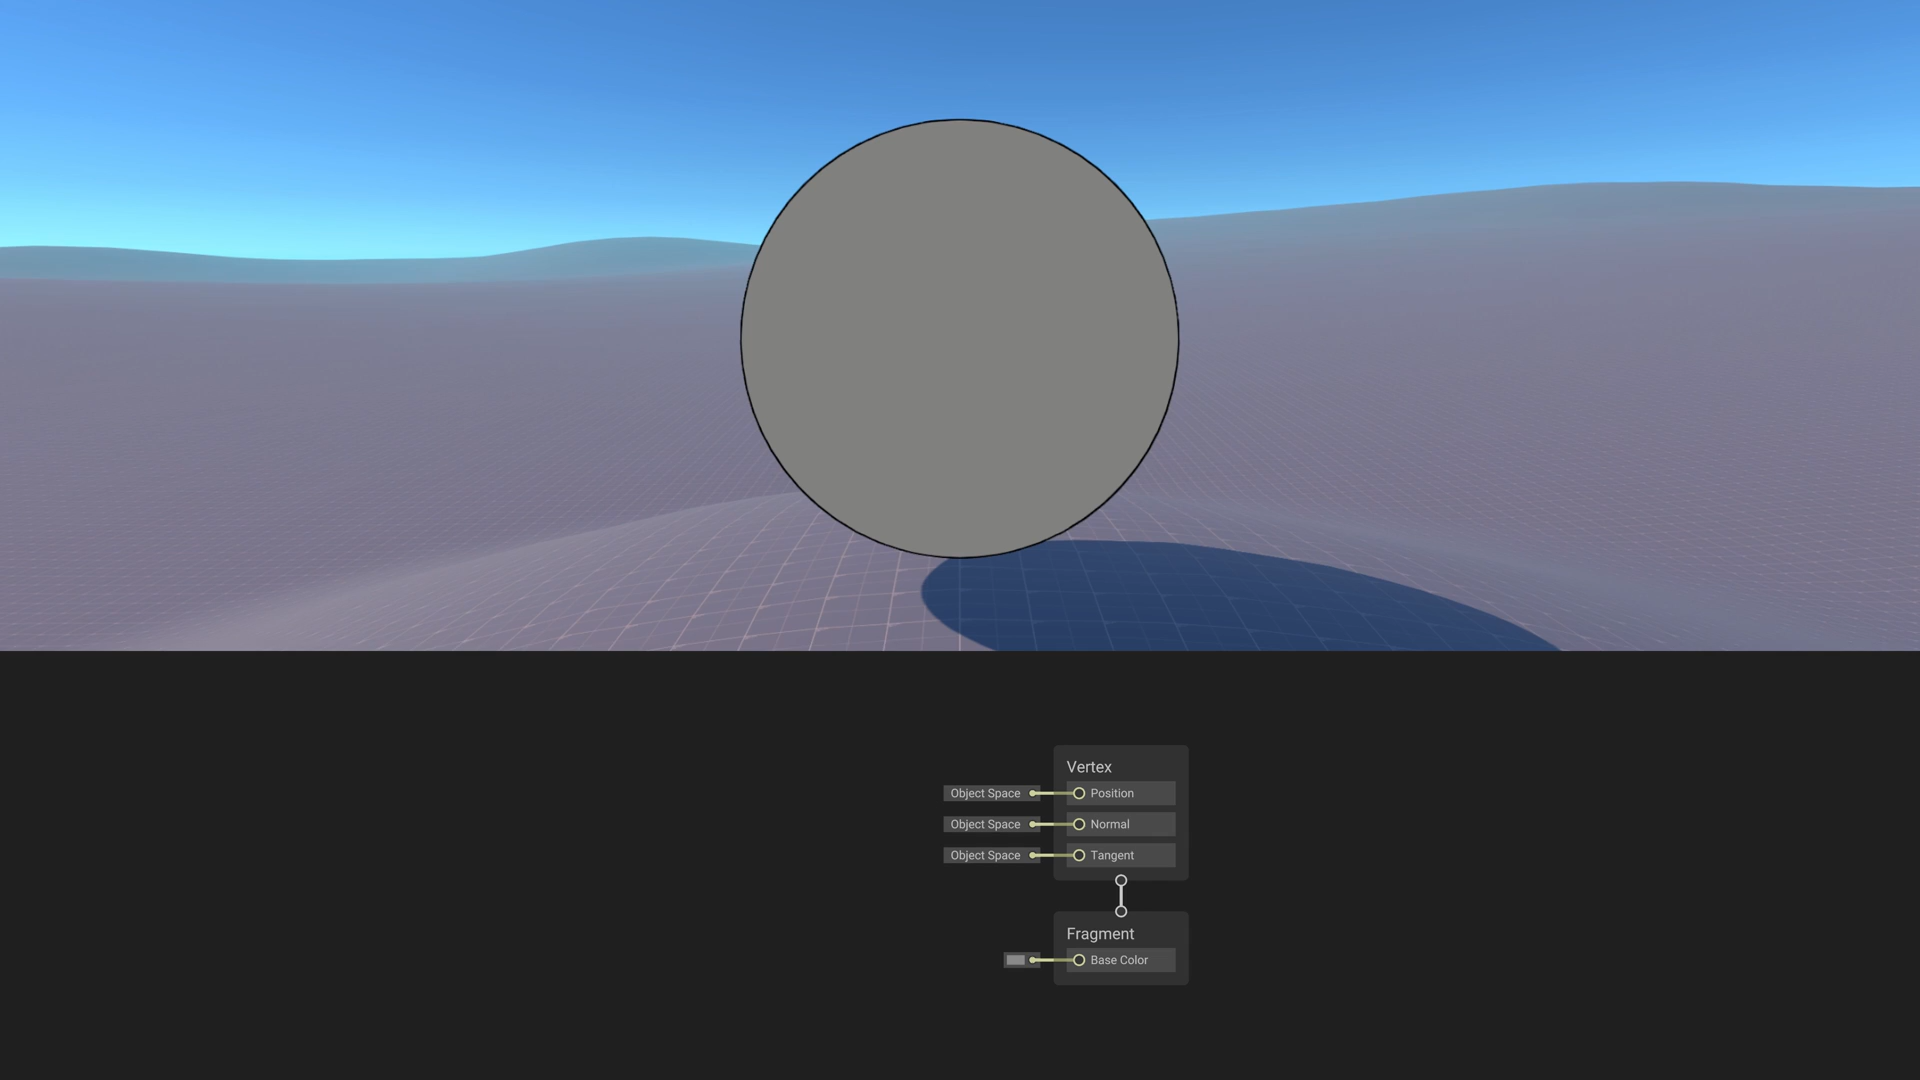 Vertex
Object Space Position
Object Space Normal
Object Space Tangent
Fragment
Base Color